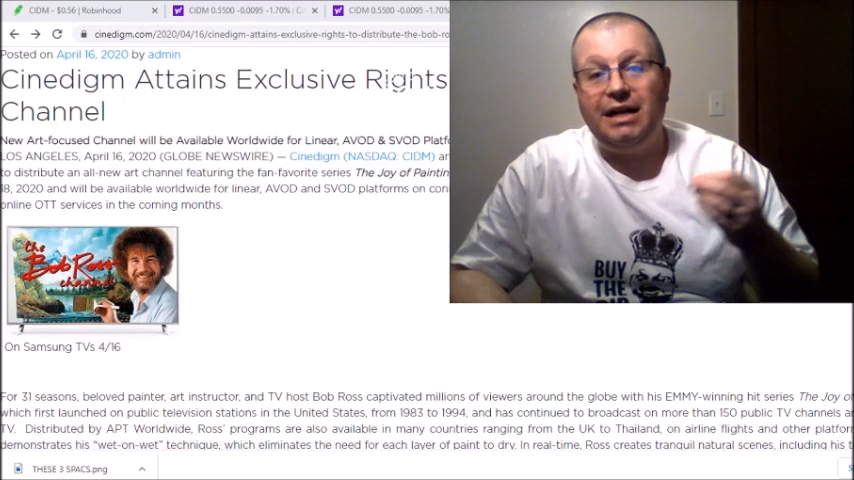 CIDM – $0.56 | Robinhood
CIDM 0.5500 -0.0095 -1.70% : C
CIDM 0.5500 -0.0095 -1.70%
cinedigm.com/2020/04/16/cinedigm-attains-exclusive-rights-to-distribute-the-bob-ro
Posted on April 16, 2020 by admin
Cinedigm Attains Exclusive Rights
Channel
New Art-focused Channel will be Available Worldwide for Linear, AVOD & SVOD Platfo
LOS ANGELES, April 16, 2020 (GLOBE NEWSWIRE) — Cinedigm (NASDAQ: CIDM) an
to distribute an all-new art channel featuring the fan-favorite series The Joy of Paintin
18, 2020 and will be available worldwide for linear, AVOD and SVOD platforms on con
online OTT services in the coming months.
the
Bob Ross
channel
BUY
THE
On Samsung TVs 4/16
For 31 seasons, beloved painter, art instructor, and TV host Bob Ross captivated millions of viewers around the globe with his EMMY-winning hit series The Joy o
which first launched on public television stations in the United States, from 1983 to 1994, and has continued to broadcast on more than 150 public TV channels a
TV. Distributed by APT Worldwide, Ross' programs are also available in many countries ranging from the UK to Thailand, on airline flights and other platfor
demonstrates his "wet-on-wet" technique, which eliminates the need for each layer of paint to dry. In real-time, Ross creates tranquil natural scenes, including his t
THESE 3 SPACS.png
S